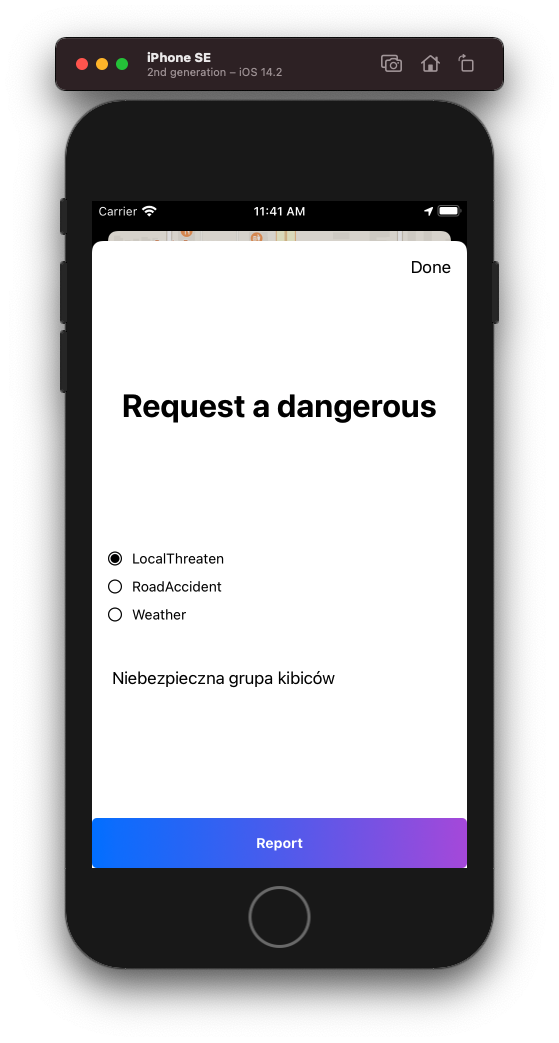 iPhone SE
2nd generation – iOS 14.2
Carrier 11:41 AM
Done
Request a dangerous
LocalThreaten
RoadAccident
Weather
Niebezpieczna grupa kibiców
Report